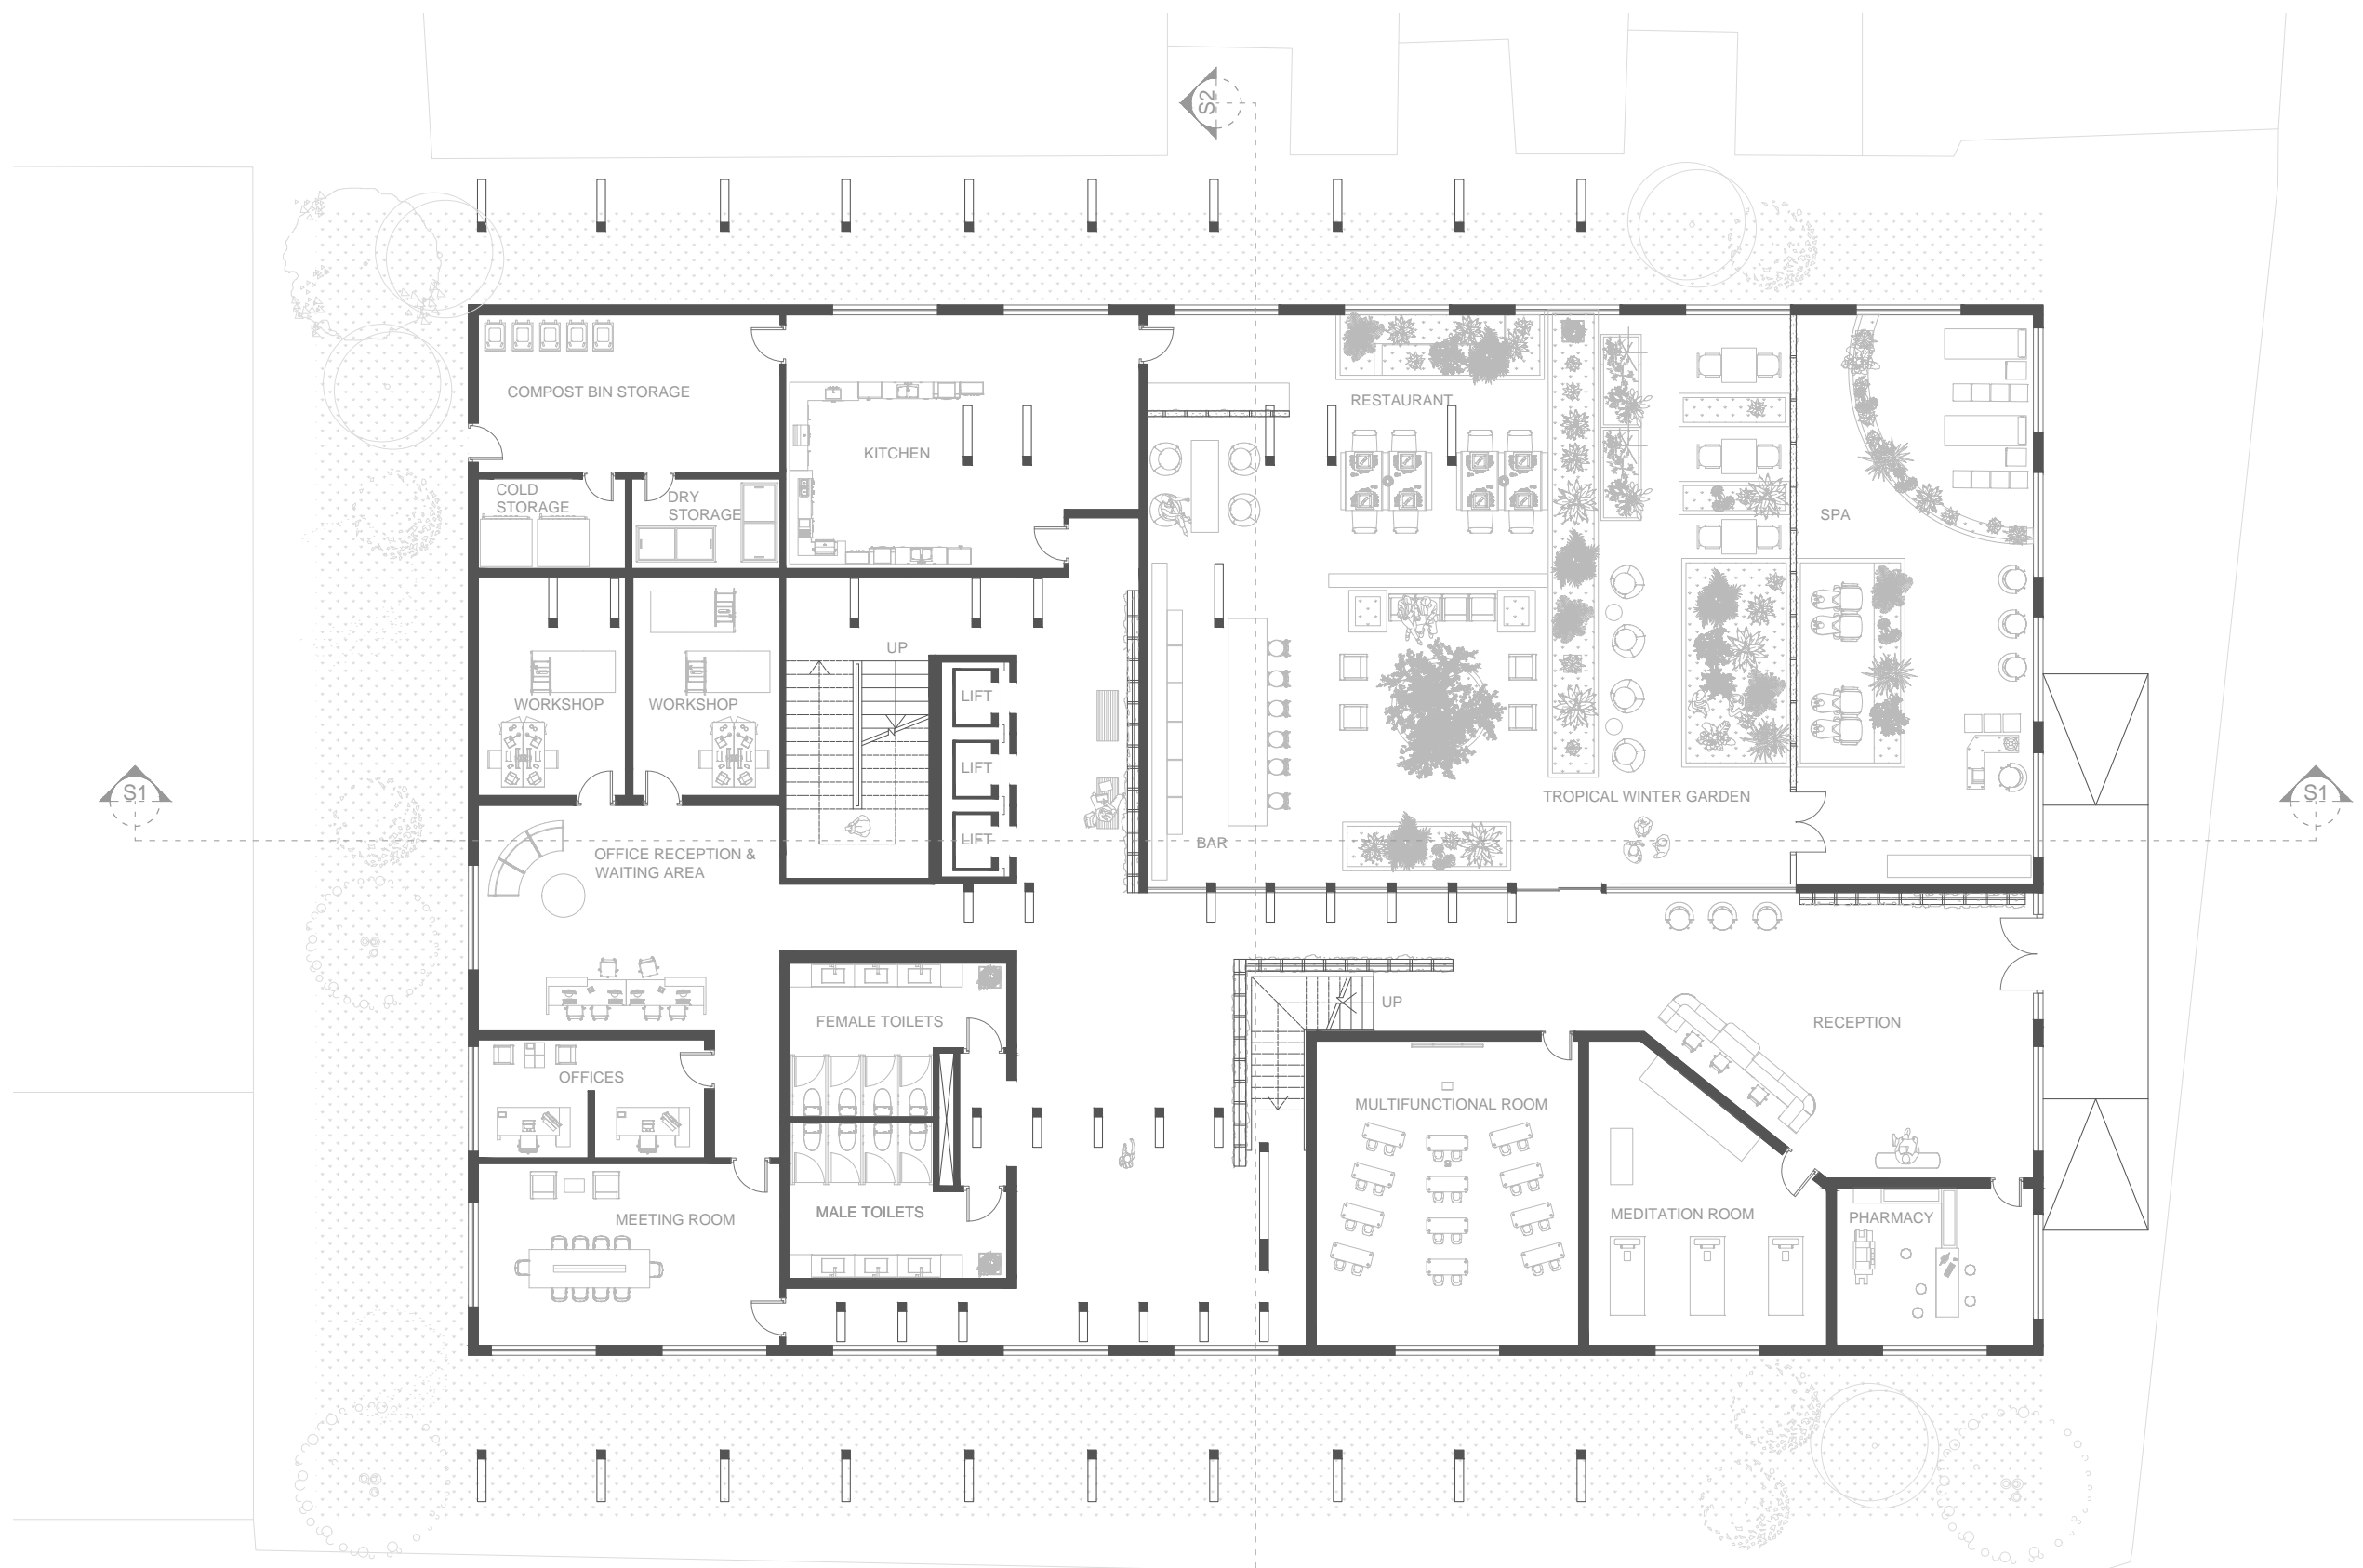 S2
COMPOST BIN STORAGE
RESTAURANT
KITCHEN
COLD
STORAGE
DRY
STORAGE
SPA
UP
LIFT
WORKSHOP
WORKSHOP
LIFT
S1
S1
TROPICAL WINTER GARDEN
LIFT
BAR
OFFICE RECEPTION &
WAITING AREA
UP
FEMALE TOILETS
RECEPTION
OFFICES
MULTIFUNCTIONAL ROOM
MALE TOILETS
MEETING ROOM
MEDITATION ROOM
PHARMACY